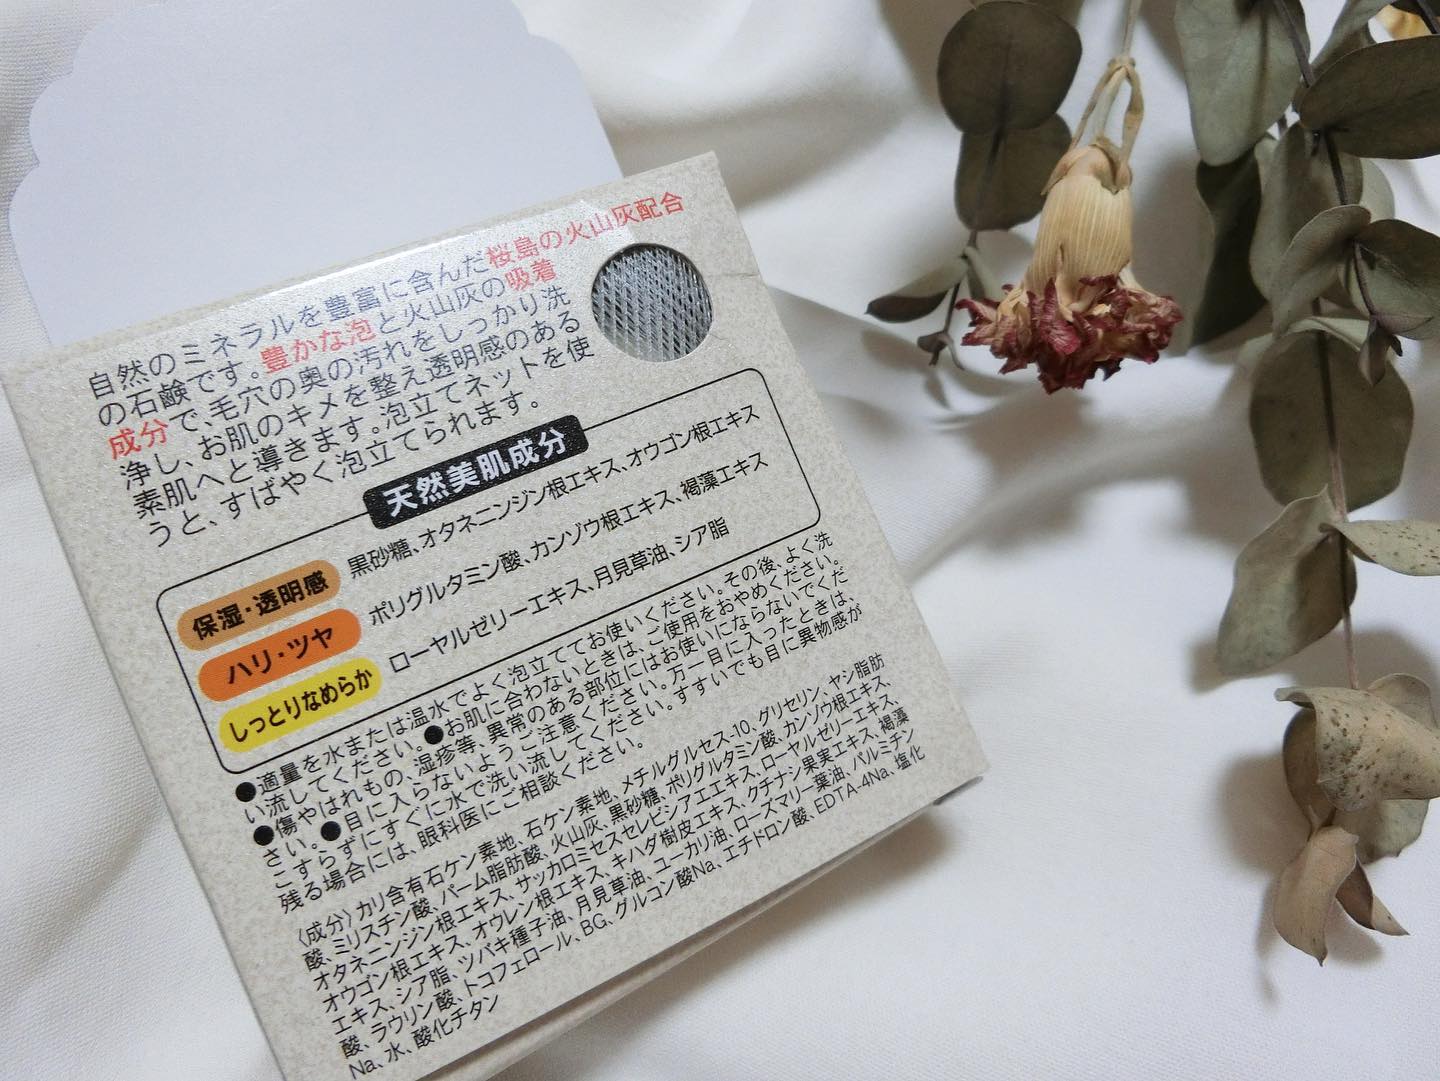 自然のミネラルを豊富に含んだ桜島の火山灰配合
の石鹸です。豊かな泡と火山灰の吸着
成分で、毛穴の奥の汚れをしっかり洗
浄し、お肌のキメを整え透明感のある
素肌へと導きます。泡立てネットを使
うと、すばやく泡立てられます。
天然美肌成分
保湿・透明感 黒砂糖、オタネニンジン根エキス、オウゴン根エキス
ハリ・ツヤ ポリグルタミン酸、カンゾウ根エキス、褐藻エキス
しっとりなめらか ローヤルゼリーエキス、月見草油、シア脂
●適量を水または温水でよく泡立ててお使いください。その後、よく洗
い流してください。●お肌に合わないときは、ご使用をおやめください。
●傷やはれもの、湿疹等、異常のある部位にはお使いにならないでくだ
さい。●目に入らないようご注意ください。万一目に入ったときは、
こすらずにすぐに水で洗い流してください。すすいでも目に異物感が
残る場合には、眼科医にご相談ください。
〈成分〉カリ含有石ケン素地、石ケン素地、メチルグルセス-10、グリセリン、ヤシ脂肪
酸、ミリスチン酸、パーム脂肪酸、火山灰、黒砂糖、ポリグルタミン酸、カンゾウ根エキス、
オタネニンジン根エキス、サッカロミセスセレビシアエエキス、ローヤルゼリーエキス、
オウゴン根エキス、オウレン根エキス、キハダ樹皮エキス、クチナシ果実エキス、褐藻
エキス、シア脂、ツバキ種子油、月見草油、ユーカリ油、ローズマリー葉油、パルミチン
酸、ラウリン酸、トコフェロール、BG、グルコン酸Na、エチドロン酸、EDTA-4Na、塩化
Na、水、酸化チタン